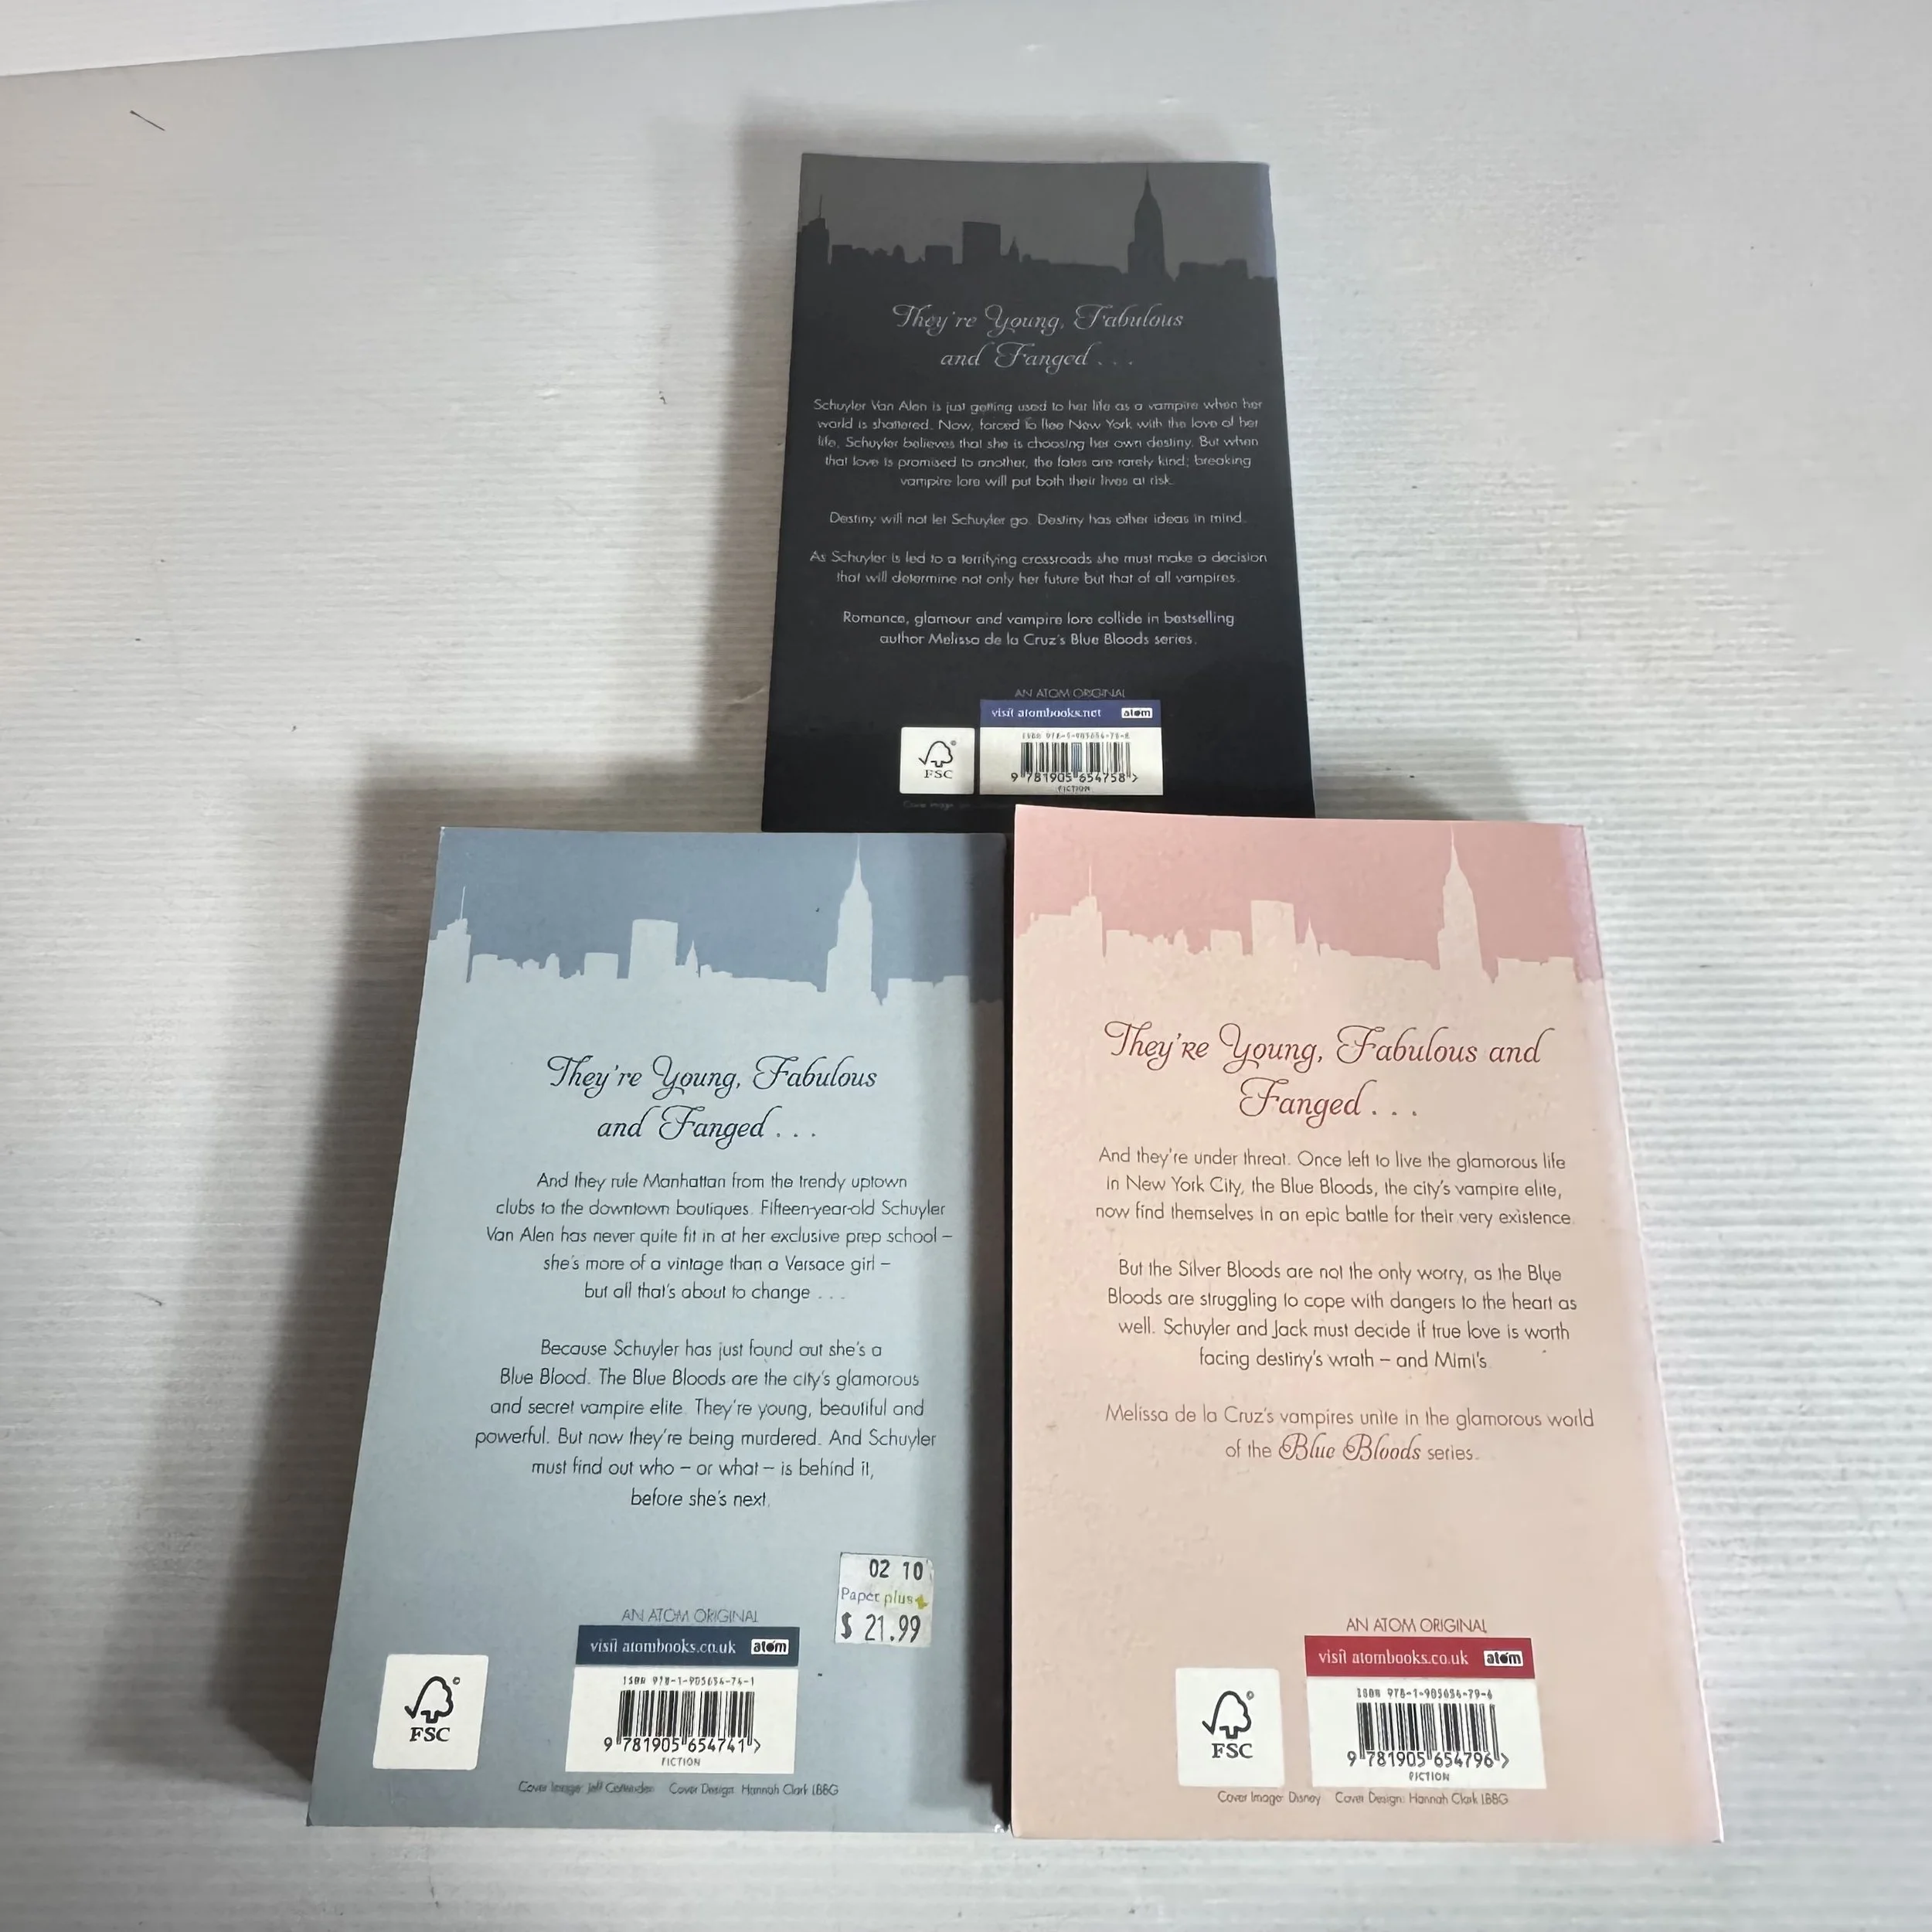 They're Young, Fabulous
and Fanged . . .
Schuyler Van Alen is just getting used to her life as a vampire when her
world is shattered. Now, forced to flee New York with the love of her
life, Schuyler believes that she is choosing her own destiny. But when
that love is promised to another, the fates are rarely kind; breaking
vampire lore will put both their lives at risk.
Destiny will not let Schuyler go. Destiny has other ideas in mind.
As Schuyler is led to a terrifying crossroads she must make a decision
that will determine not only her future but that of all vampires.
Romance, glamour and vampire lore collide in bestselling
author Melissa de la Cruz's Blue Bloods series.
AN ATOM ORIGINAL
visit atombooks.net atom
FSC
9 781905 654758 >
FICTION
Cover Image:
They're Young, Fabulous
and Fanged . . .
And they rule Manhattan from the trendy uptown
clubs to the downtown boutiques. Fifteen-year-old Schuyler
Van Alen has never quite fit in at her exclusive prep school –
she's more of a vintage than a Versace girl –
but all that's about to change . . .
Because Schuyler has just found out she's a
Blue Blood. The Blue Bloods are the city's glamorous
and secret vampire elite. They're young, beautiful and
powerful. But now they're being murdered. And Schuyler
must find out who – or what – is behind it,
before she's next.
02 10
Paper plus
$ 21.99
AN ATOM ORIGINAL
visit atombooks.co.uk atom
FSC
ISBN 978-1-905654-74-1
9 781905 654741 >
FICTION
Cover Image: Jeff Cover Design: Hannah Clark LBBG
They're Young, Fabulous and
Fanged . . .
And they're under threat. Once left to live the glamorous life
in New York City, the Blue Bloods, the city's vampire elite,
now find themselves in an epic battle for their very existence.
But the Silver Bloods are not the only worry, as the Blue
Bloods are struggling to cope with dangers to the heart as
well. Schuyler and Jack must decide if true love is worth
facing destiny's wrath – and Mimi's.
Melissa de la Cruz's vampires unite in the glamorous world
of the Blue Bloods series.
AN ATOM ORIGINAL
visit atombooks.co.uk atom
FSC
ISBN 978-1-905654-79-6
9 781905 654796 >
FICTION
Cover Image: Disney Cover Design: Hannah Clark LBBG